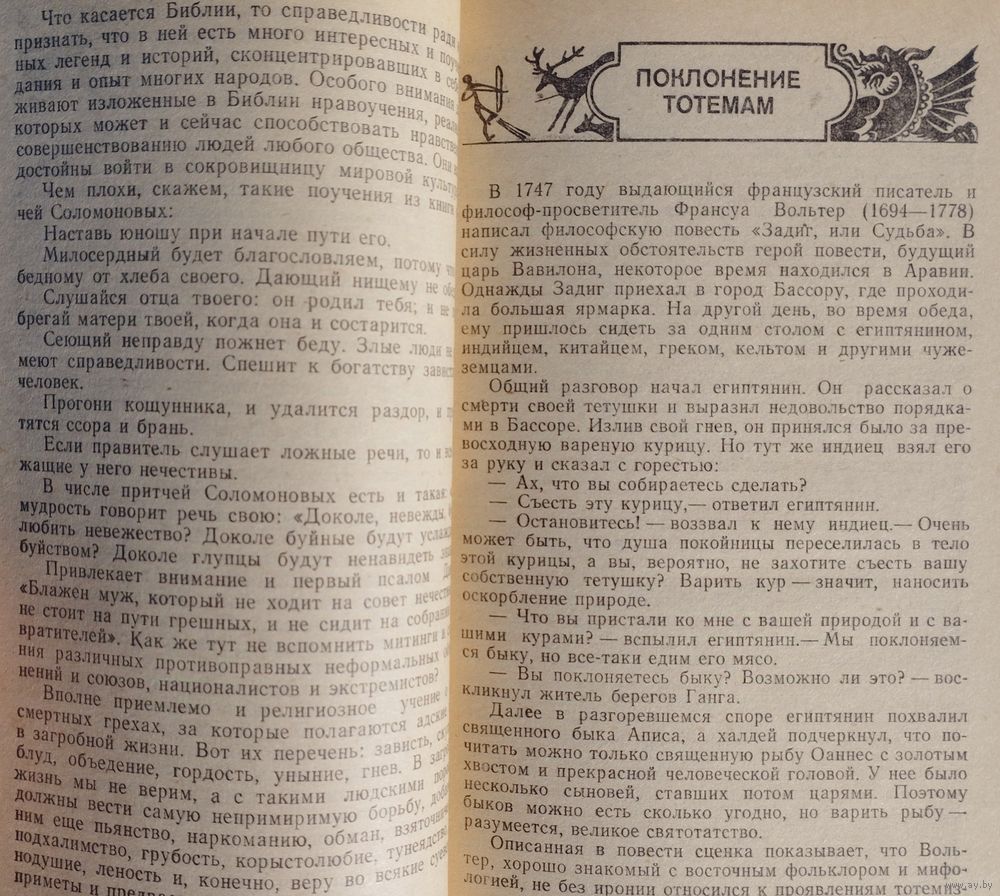 Что касается Библии, то справедливости ради
признать, что в ней есть много интересных и
ных легенд и историй, сконцентрировавших в
дания и опыт многих народов. Особого внимания
живают изложенные в Библии нравоучения,
которых может и сейчас способствовать
совершенствованию людей любого общества. Они
достойны войти в сокровищницу мировой
Чем плохи, скажем, такие поучения из книги
чей Соломоновых:
Наставь юношу при начале пути его.
Милосердный будет благословляем, потому
бедному от хлеба своего. Дающий нищему не
Слушайся отца твоего: он родил тебя; и не
брегай матери твоей, когда она и состарится.
Сеющий неправду пожнет беду. Злые люди не
меют справедливости. Спешит к богатству
человек.
Прогони кощунника, и удалится раздор, и
тятся ссора и брань.
Если правитель слушает ложные речи, то и
жащие у него нечестивы.
В числе притчей Соломоновых есть и такая:
мудрость говорит речь свою: «Доколе, невежды,
любить невежество? Доколе буйные будут
буйством? Доколе глупцы будут ненавидеть
Привлекает внимание и первый псалом
«Блажен муж, который не ходит на совет
не стоит на пути грешных, и не сидит на
вратителей». Как же тут не вспомнить митинги и
ния различных противоправных неформальных
нений и союзов, националистов и экстремистов?
Вполне приемлемо и религиозное учение о
смертных грехах, за которые полагаются адские
в загробной жизни. Вот их перечень: зависть,
блуд, объедение, гордость, уныние, гнев. В
жизнь мы не верим, а с такими людскими
должны вести самую непримиримую борьбу,
ним еще пьянство, наркоманию, обман,
подхалимство, грубость, корыстолюбие,
нодушие, леность и, конечно, веру во всякие
приметы и
ПОКЛОНЕНИЕ
ТОТЕМАМ
В 1747 году выдающийся французский писатель и
философ-просветитель Франсуа Вольтер (1694—1778)
написал философскую повесть «Задиг, или Судьба». В
силу жизненных обстоятельств герой повести, будущий
царь Вавилона, некоторое время находился в Аравии.
Однажды Задиг приехал в город Бассору, где проходи-
ла большая ярмарка. На другой день, во время обеда,
ему пришлось сидеть за одним столом с египтянином,
индийцем, китайцем, греком, кельтом и другими чуже-
земцами.
Общий разговор начал египтянин. Он рассказал о
смерти своей тетушки и выразил недовольство порядка-
ми в Бассоре. Излив свой гнев, он принялся было за пре-
восходную вареную курицу. Но тут же индиец взял его
за руку и сказал с горестью:
— Ах, что вы собираетесь сделать?
— Съесть эту курицу,— ответил египтянин.
— Остановитесь! — воззвал к нему индиец.— Очень
может быть, что душа покойницы переселилась в тело
этой курицы, а вы, вероятно, не захотите съесть вашу
собственную тетушку? Варить кур — значит, наносить
оскорбление природе.
— Что вы пристали ко мне с вашей природой и с ва-
шими курами? — вспылил египтянин.— Мы поклоняем-
ся быку, но все-таки едим его мясо.
— Вы поклоняетесь быку? Возможно ли это? — вос-
кликнул житель берегов Ганга.
Далее в разгоревшемся споре египтянин похвалил
священного быка Аписа, а халдей подчеркнул, что по-
читать можно только священную рыбу Оаннес с золотым
хвостом и прекрасной человеческой головой. У нее было
несколько сыновей, ставших потом царями. Поэтому
быков можно есть сколько угодно, но варить рыбу —
разумеется, великое святотатство.
Описанная в повести сценка показывает, что Воль-
тер, хорошо знакомый с восточным фольклором и мифо-
логией, не без иронии относился к проявлениям тотемиз-
www.ay.by